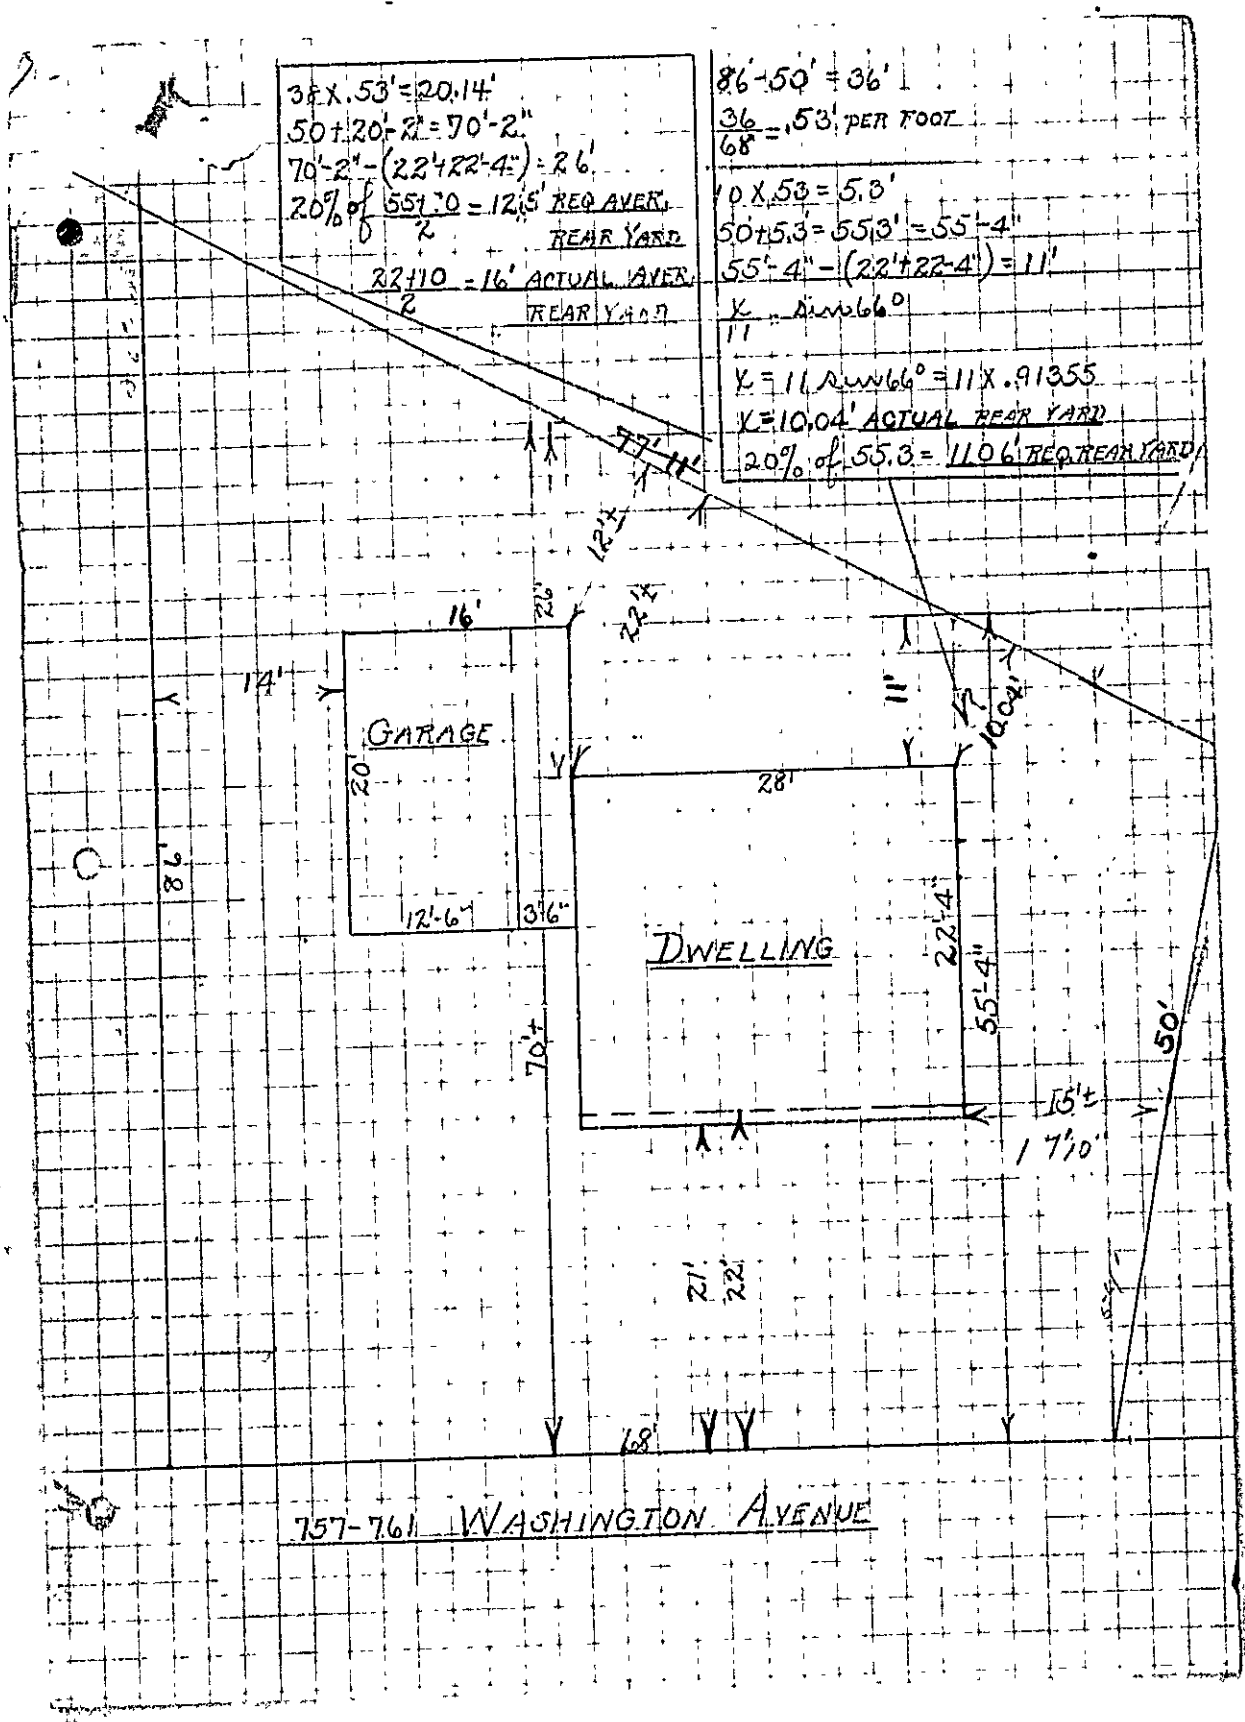 38 X .53' = 20.14'
50 + 20'-2" = 70'-2"
70'-2" - (22'+22'-4") = 26'
20% of 55+70 = 12.5' REQ AVER.
2
REAR YARD
22+10 = 16' ACTUAL AVER.
2
REAR YARD
86'-50' = 36'
36
68 = .53' PER FOOT
10 X .53 = 5.3'
50+5.3 = 55.3' = 55'-4"
55'-4" - (22'+22'-4") = 11'
X
11 = sin 66°
X = 11 sin 66° = 11 X .91355
X = 10.04' ACTUAL REAR YARD
20% of 55.3 = 11.06' REQ. REAR YARD
77'-11"
12'±
26'
22'±
16'
14'
11'
10.04'
GARAGE
20'
28'
86'
12'-6"
3'6"
DWELLING
22'-4"
55'-4"
70'+
50'
15'±
17'10"
21'
22'
68'
757-761 WASHINGTON AVENUE